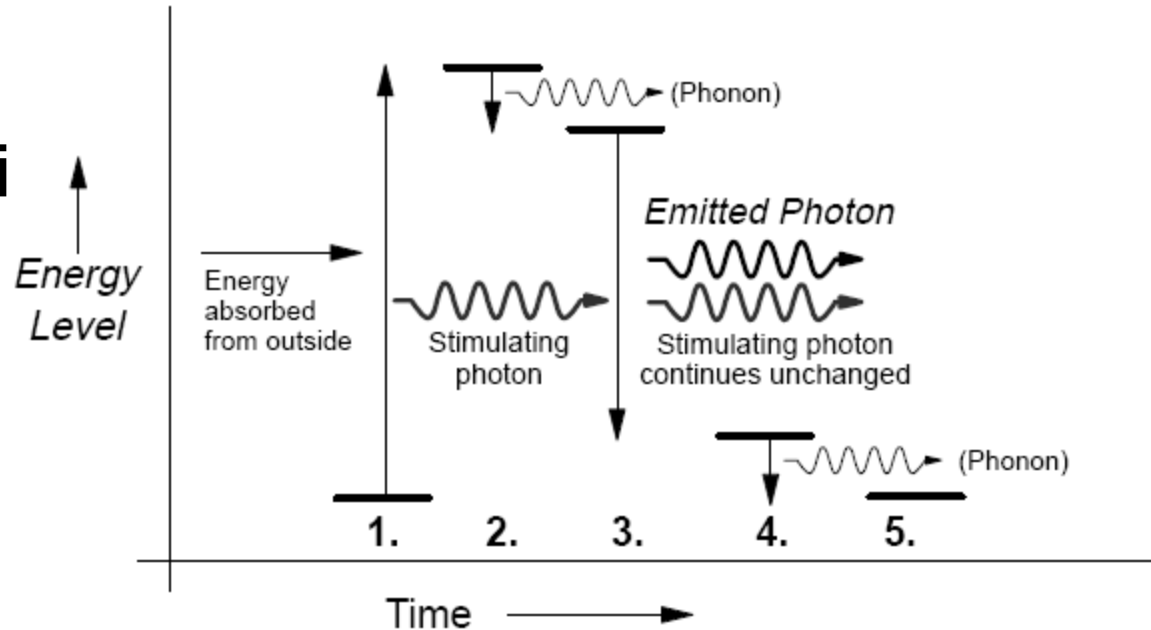 i
(Phonon)
Emitted Photon
Energy
Level
Energy
absorbed
from outside
Stimulating
photon
Stimulating photon
continues unchanged
(Phonon)
1. 2. 3. 4. 5.
Time